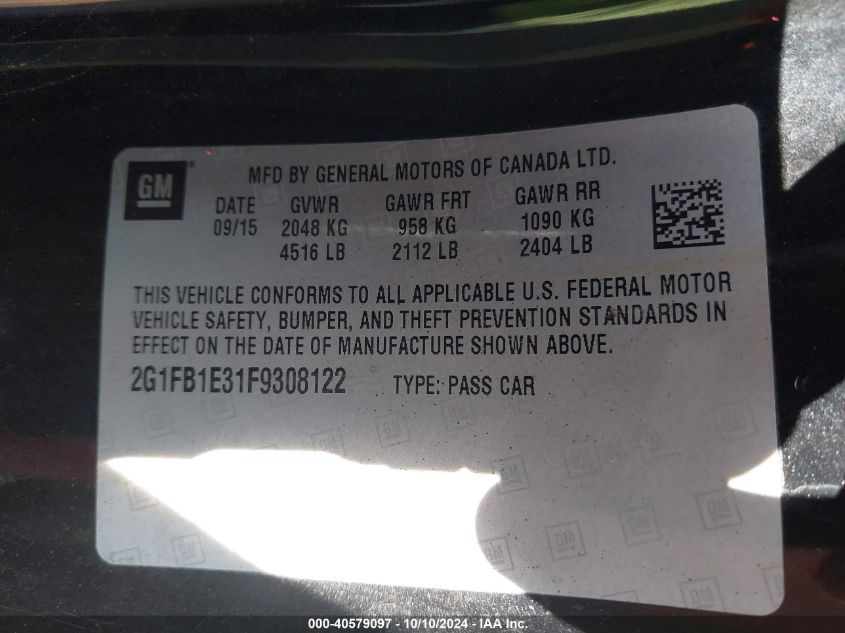 GM ® MFD BY GENERAL MOTORS OF CANADA LTD.
DATE GVWR GAWR FRT GAWR RR
09/15 2048 KG 958 KG 1090 KG
4516 LB 2112 LB 2404 LB
THIS VEHICLE CONFORMS TO ALL APPLICABLE U.S. FEDERAL MOTOR
VEHICLE SAFETY, BUMPER, AND THEFT PREVENTION STANDARDS IN
EFFECT ON THE DATE OF MANUFACTURE SHOWN ABOVE.
2G1FB1E31F9308122 TYPE: PASS CAR
000-40579097 - 10/10/2024 - IAA, Inc.